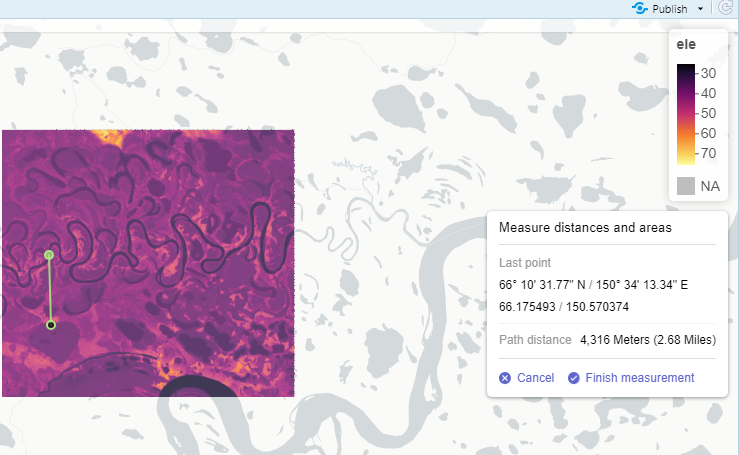 Publish
ele
30
40
50
60
70
NA
Measure distances and areas
Last point
66° 10' 31.77" N / 150° 34' 13.34" E
66.175493 / 150.570374
Path distance 4,316 Meters (2.68 Miles)
Cancel Finish measurement